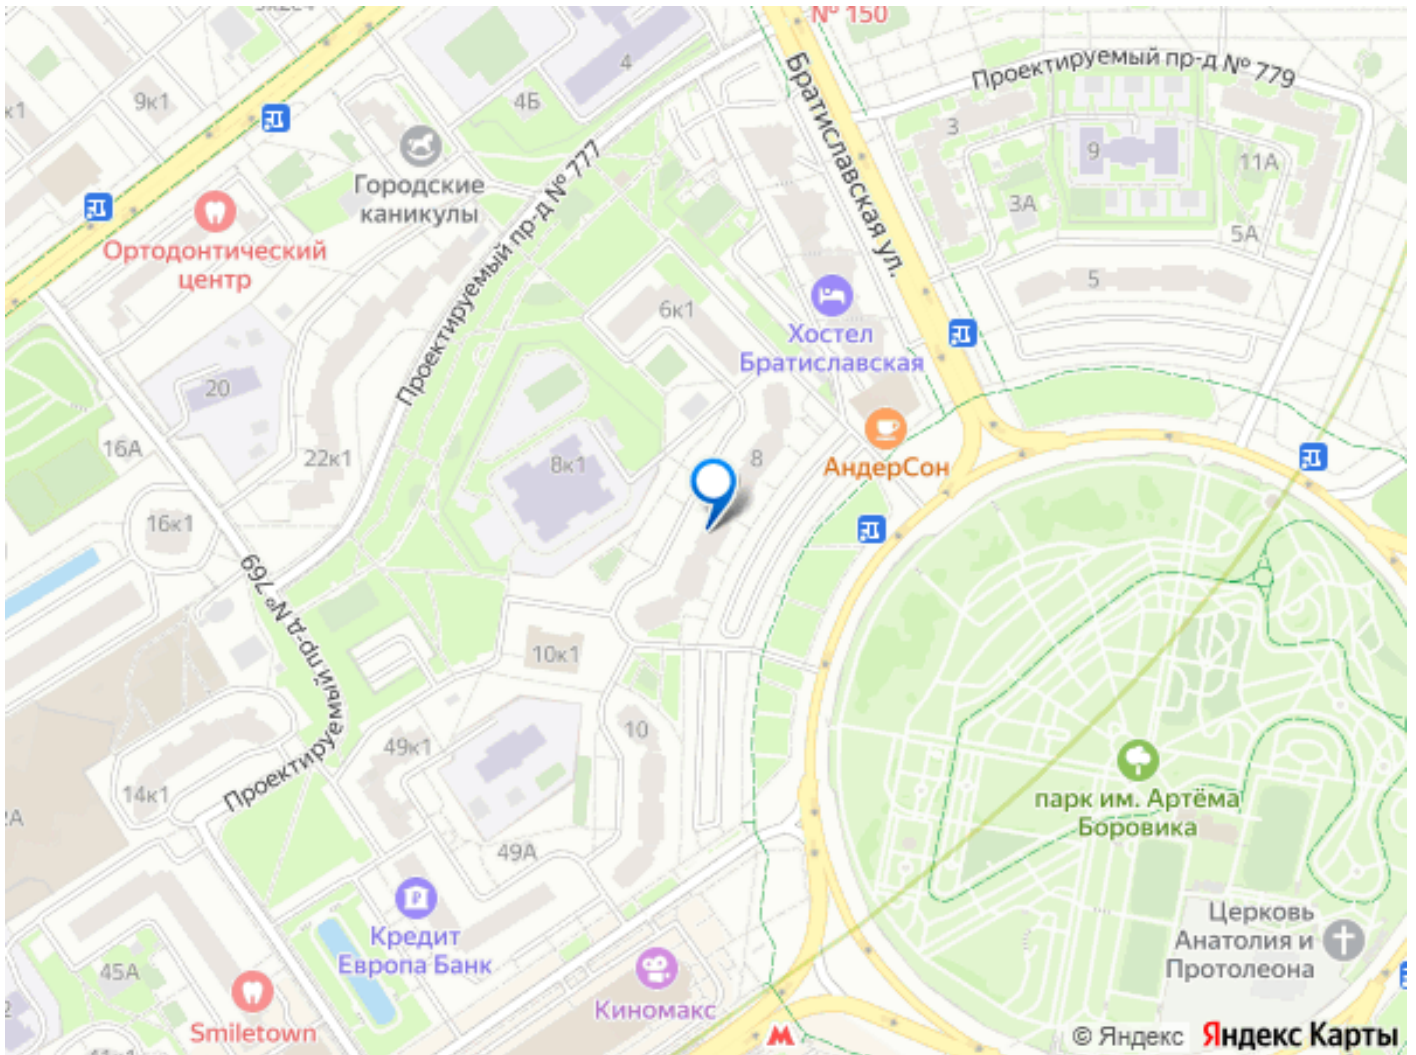 № 150
4
Проектируемый пр-д № 779
Братиславская ул.
9к1
4Б
3
9
11А
Проектируемый пр-д № 777
Городские
каникулы
3А
5А
Ортодонтический
центр
5
6к1
Хостел
Братиславская
20
16А
22к1
8к1
8
АндерСон
16к1
Проектируемый пр-д № 769
10к1
10
49к1
14к1
парк им. Артёма
Боровика
49А
Кредит
Европа Банк
Церковь
Анатолия и
Протолеона
45А
Киномакс
Smiletown
© Яндекс Яндекс Карты